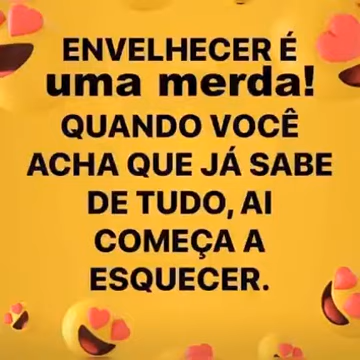 ENVELHECER É
uma merda!
QUANDO VOCÊ
ACHA QUE JÁ SABE
DE TUDO, AI
COMEÇA A
ESQUECER.